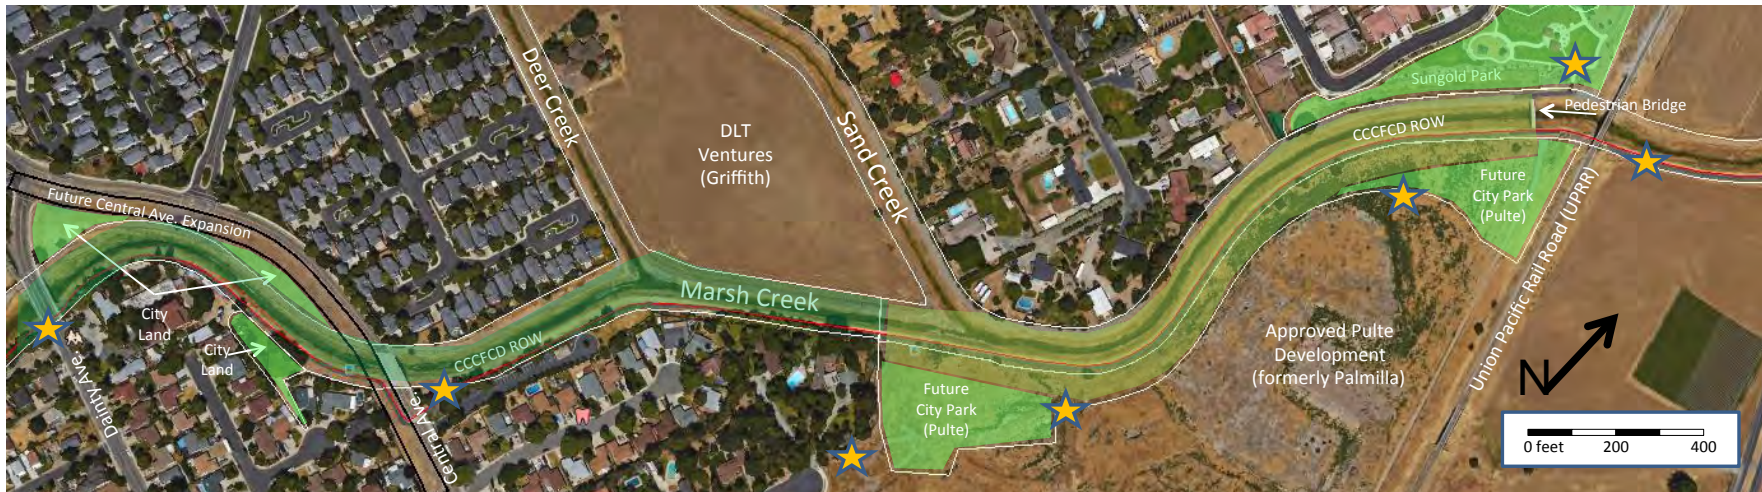 Future Central Ave. Expansion
City
Land
City
Land
Dainty Ave.
Central Ave.
CCCFCD ROW
Deer Creek
DLT
Ventures
(Griffith)
Sand Creek
Marsh Creek
Future
City Park
(Pulte)
CCCFCD ROW
Sungold Park
Pedestrian Bridge
Future
City Park
(Pulte)
Approved Pulte
Development
(formerly Palmilla)
Union Pacific Rail Road (UPRR)
N
0 feet 200 400